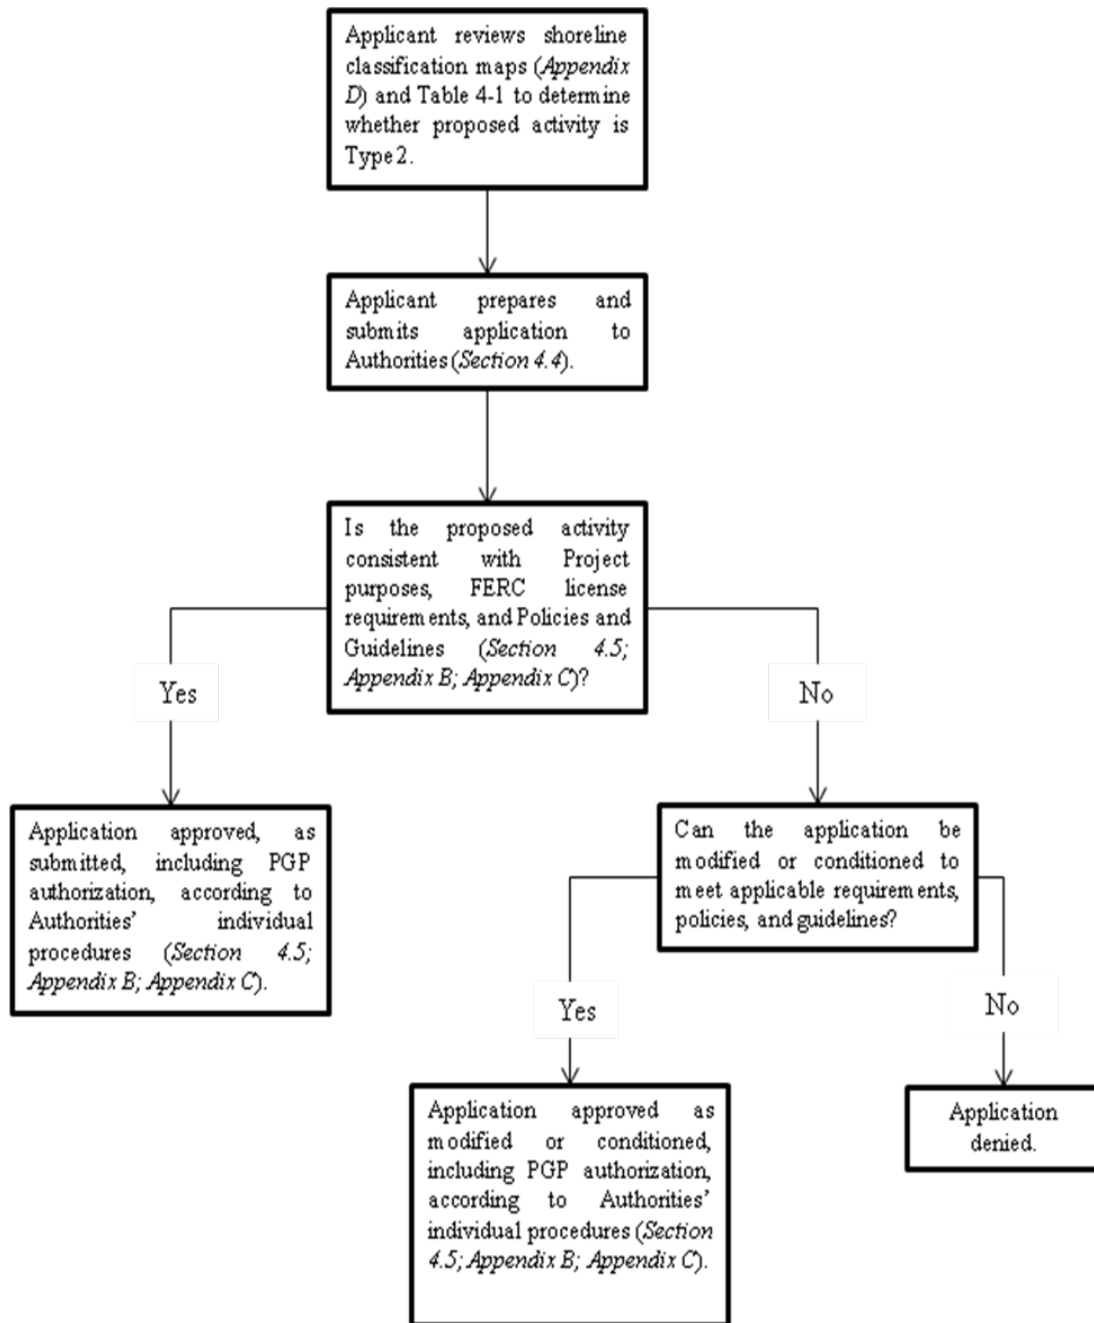 Applicant reviews shoreline
classification maps (Appendix
D) and Table 4-1 to determine
whether proposed activity is
Type 2.
Applicant prepares and
submits application to
Authorities (Section 4.4).
Is the proposed activity
consistent with Project
purposes, FERC license
requirements, and Policies and
Guidelines (Section 4.5;
Appendix B; Appendix C)?
Yes
No
Application approved, as
submitted, including PGP
authorization, according to
Authorities’ individual
procedures (Section 4.5;
Appendix B; Appendix C).
Can the application be
modified or conditioned to
meet applicable requirements,
policies, and guidelines?
Yes
No
Application approved as
modified or conditioned,
including PGP authorization,
according to Authorities’
individual procedures (Section
4.5; Appendix B; Appendix C).
Application
denied.